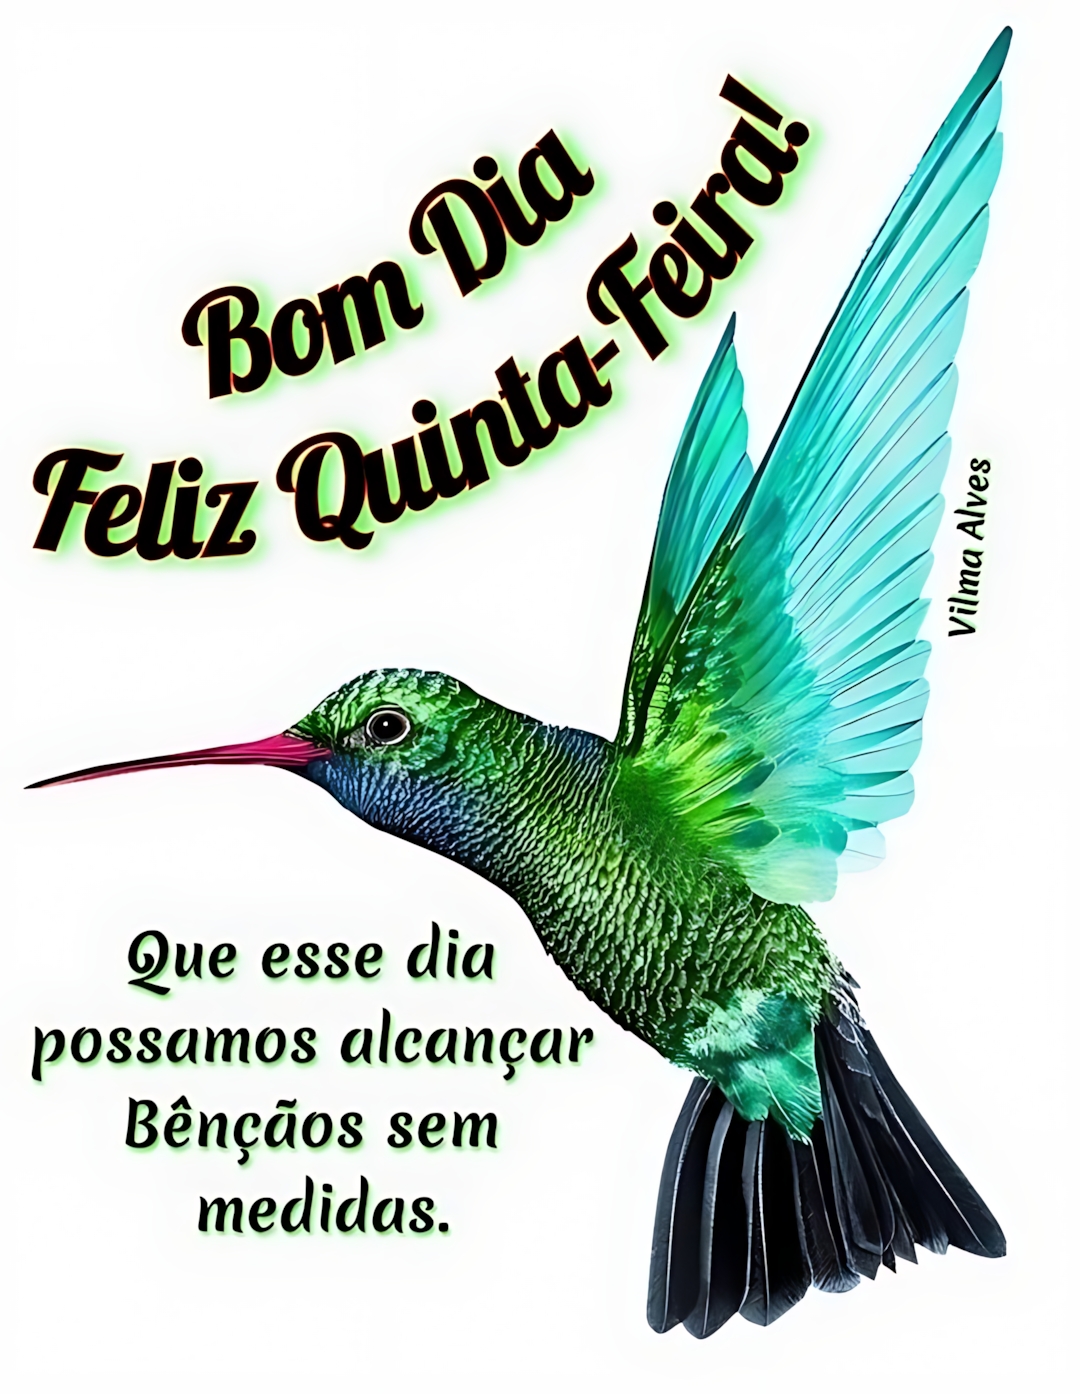 Bom Dia
Feliz Quinta-Feira!
Vilma Alves
Que esse dia
possamos alcançar
Bênçãos sem
medidas.